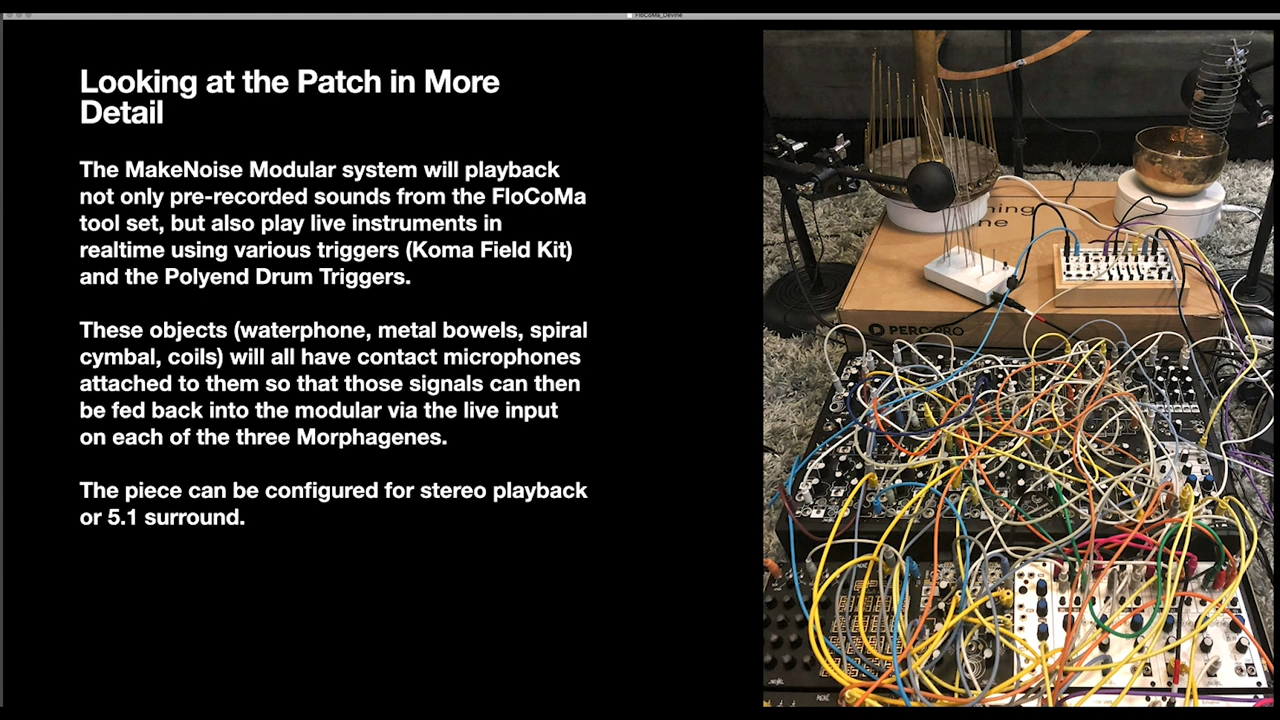 FloCoMa_Devine
Looking at the Patch in More
Detail
The MakeNoise Modular system will playback
not only pre-recorded sounds from the FloCoMa
tool set, but also play live instruments in
realtime using various triggers (Koma Field Kit)
and the Polyend Drum Triggers.
These objects (waterphone, metal bowels, spiral
cymbal, coils) will all have contact microphones
attached to them so that those signals can then
be fed back into the modular via the live input
on each of the three Morphagenes.
The piece can be configured for stereo playback
or 5.1 surround.
PERC PRO